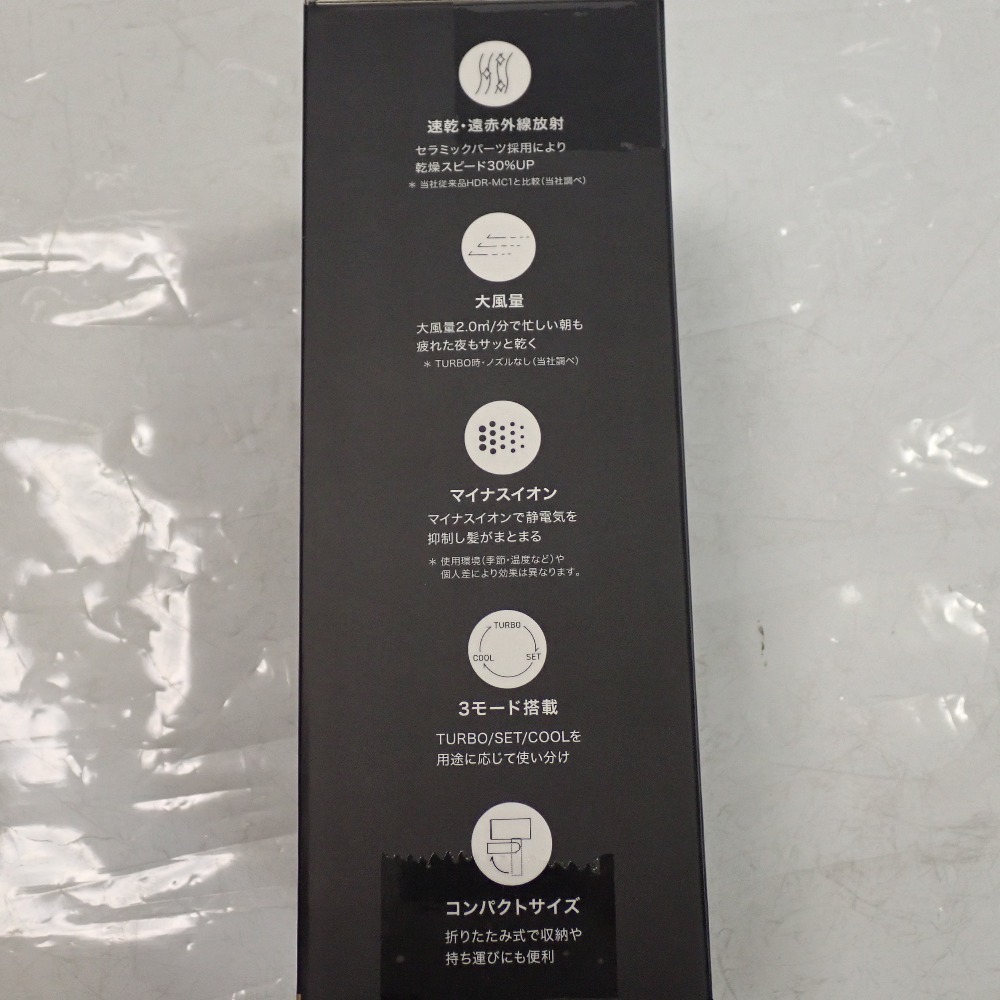 速乾・遠赤外線放射
セラミックパーツ採用により
乾燥スピード30%UP
＊ 当社従来品HDR-MC1と比較(当社調べ)
大風量
大風量2.0㎥/分で忙しい朝も
疲れた夜もサッと乾く
＊ TURBO時・ノズルなし(当社調べ)
マイナスイオン
マイナスイオンで静電気を
抑制し髪がまとまる
＊ 使用環境(季節・温度など)や
個人差により効果は異なります。
TURBO
COOL SET
3モード搭載
TURBO/SET/COOLを
用途に応じて使い分け
コンパクトサイズ
折りたたみ式で収納や
持ち運びにも便利